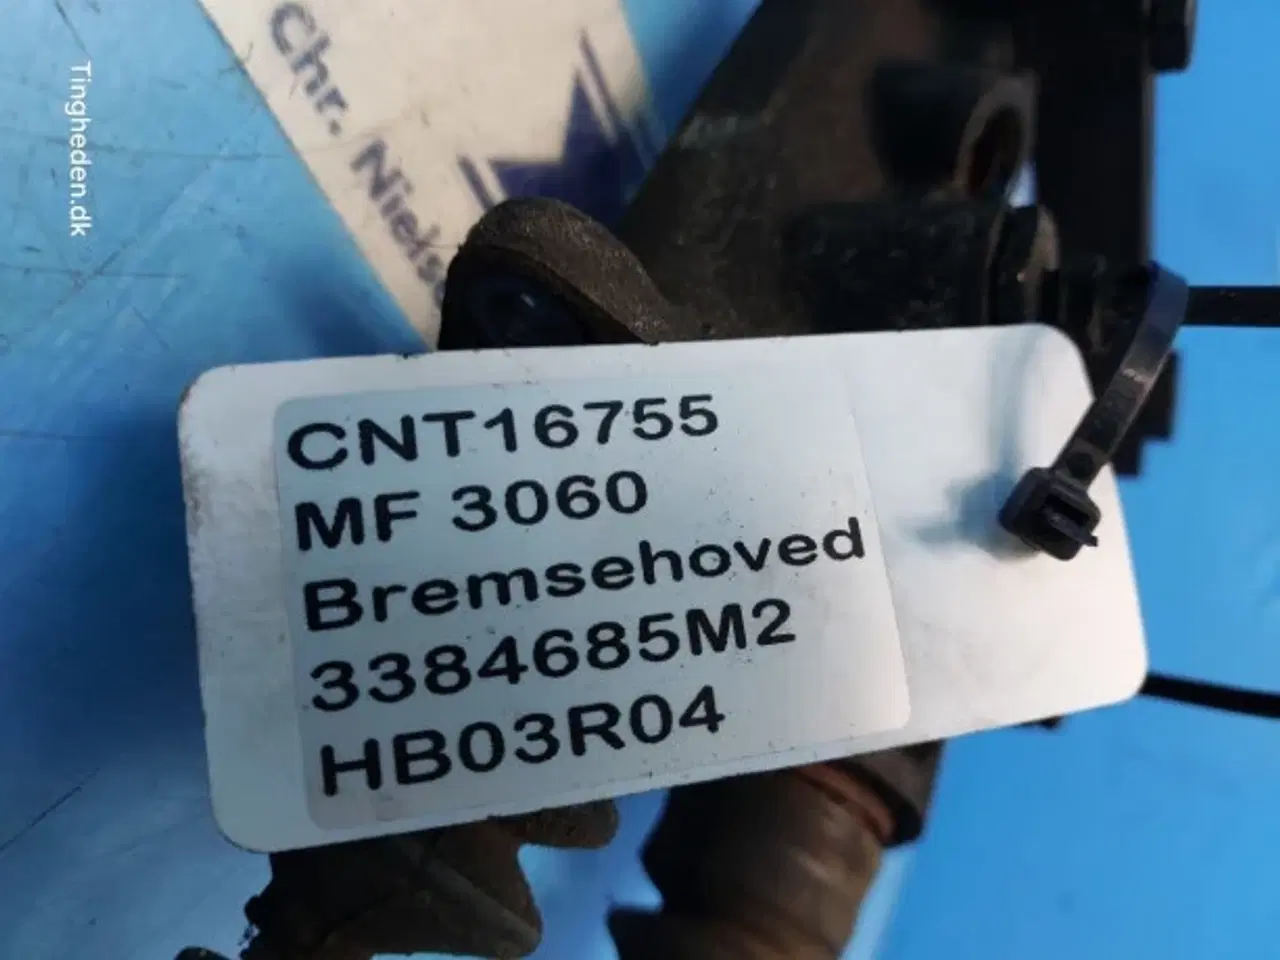 Tingheden.dk
Chr. Niels
CNT16755
MF 3060
Bremsehoved
3384685M2
HB03R04